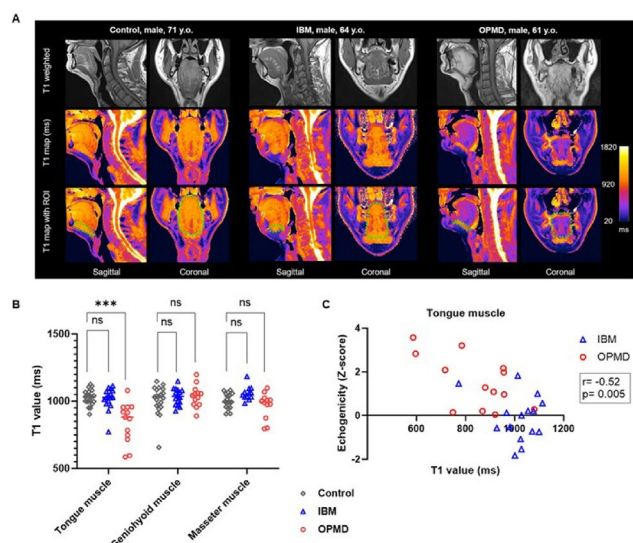 A
Control, male, 71 y.o.
IBM, male, 64 y.o.
OPMD, male, 61 y.o.
T1 weighted
T1 map (ms)
T1 map with ROI
1820
920
20
ms
Sagittal
Coronal
Sagittal
Coronal
Sagittal
Coronal
B
***
ns
ns
ns
ns
ns
T1 value (ms)
1500
1000
500
Tongue muscle
Geniohyoid muscle
Masseter muscle
Control
IBM
OPMD
C
Tongue muscle
Echogenicity (Z-score)
4
2
0
-2
400
600
800
1000
1200
T1 value (ms)
IBM
OPMD
r= -0.52
p= 0.005